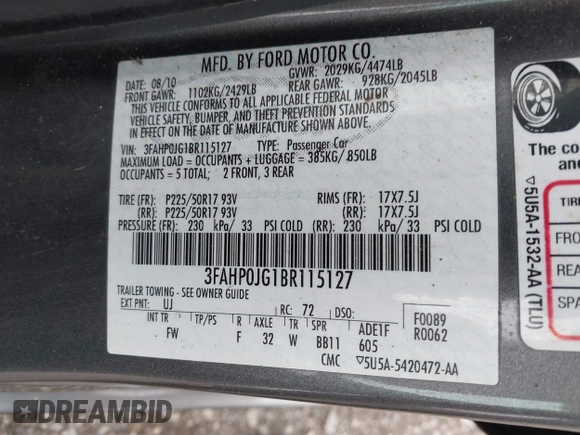 MFD. BY FORD MOTOR CO.
DATE: 08/10 GVWR: 2029KG/4474LB
FRONT GAWR: 1102KG/2429LB REAR GAWR: 928KG/2045LB
THIS VEHICLE CONFORMS TO ALL APPLICABLE FEDERAL MOTOR
VEHICLE SAFETY, BUMPER, AND THEFT PREVENTION STANDARDS
IN EFFECT ON THE DATE OF MANUFACTURE SHOWN ABOVE.
VIN: 3FAHP0JG1BR115127 TYPE: Passenger Car
MAXIMUM LOAD = OCCUPANTS + LUGGAGE = 385KG/ 850LB
OCCUPANTS = 5 TOTAL; 2 FRONT, 3 REAR
TIRE (FR): P225/50R17 93V RIMS (FR): 17X7.5J
(RR): P225/50R17 93V (RR): 17X7.5J
PRESSURE (FR): 230 kPa/ 33 PSI COLD (RR): 230 kPa/ 33 PSI COLD
3FAHP0JG1BR115127
TRAILER TOWING - SEE OWNER GUIDE
EXT PNT: UJ RC: 72 DSO:
INT TR TP/PS R AXLE TR SPR ADE1F F0089
FW F 32 W BB11 605 R0062
CMC ▽5U5A-5420472-AA
The co
and c
▽5U5A-1532-AA (TLU)
TIR
FRO
REA
SPA
DREAMBID